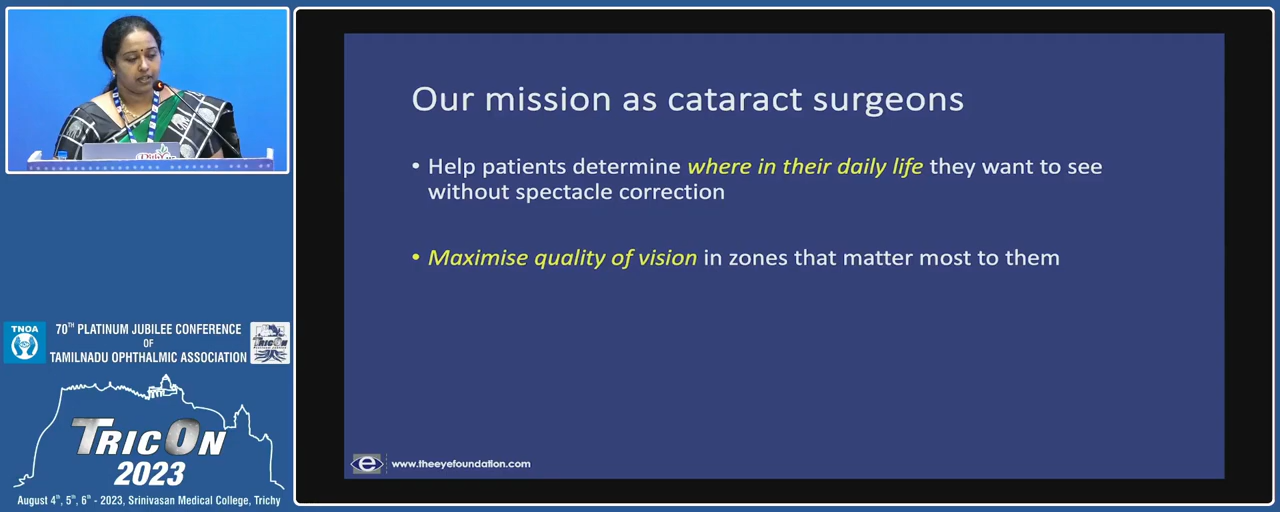 Our mission as cataract surgeons
• Help patients determine where in their daily life they want to see
without spectacle correction
• Maximise quality of vision in zones that matter most to them
e
www.theeyefoundation.com
TNOA
70TH PLATINUM JUBILEE CONFERENCE
OF
TAMILNADU OPHTHALMIC ASSOCIATION
TRICON
TRICON
2023
August 4th, 5th, 6th - 2023, Srinivasan Medical College, Trichy